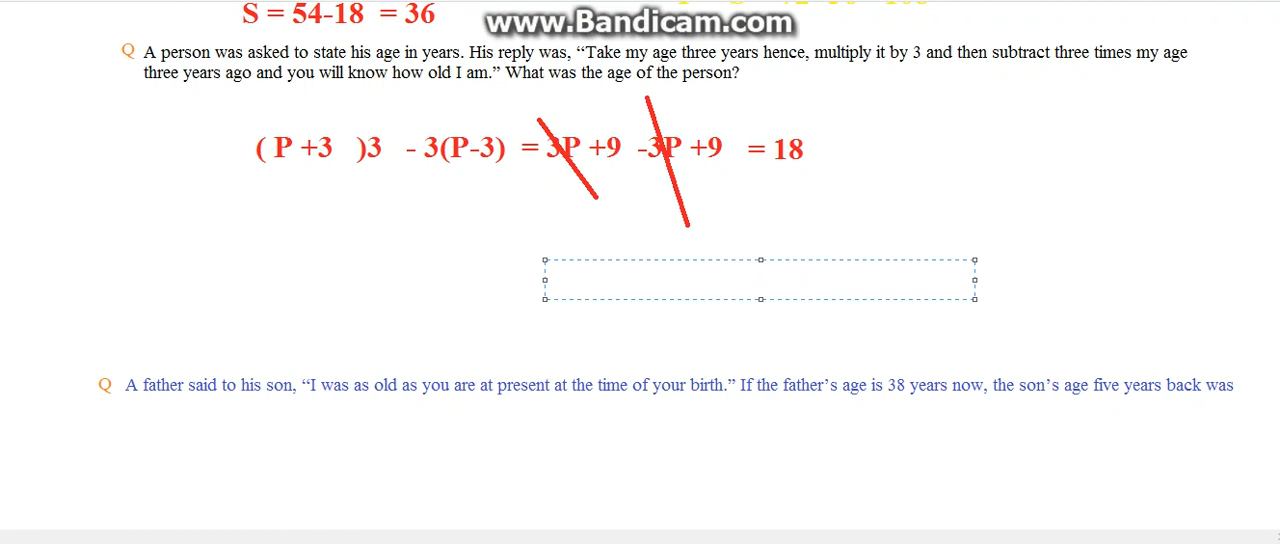 S = 54-18 = 36
www.Bandicam.com
Q A person was asked to state his age in years. His reply was, “Take my age three years hence, multiply it by 3 and then subtract three times my age
three years ago and you will know how old I am.” What was the age of the person?
( P +3 )3 - 3(P-3) = 3P +9 -3P +9 = 18
Q A father said to his son, “I was as old as you are at present at the time of your birth.” If the father’s age is 38 years now, the son’s age five years back was